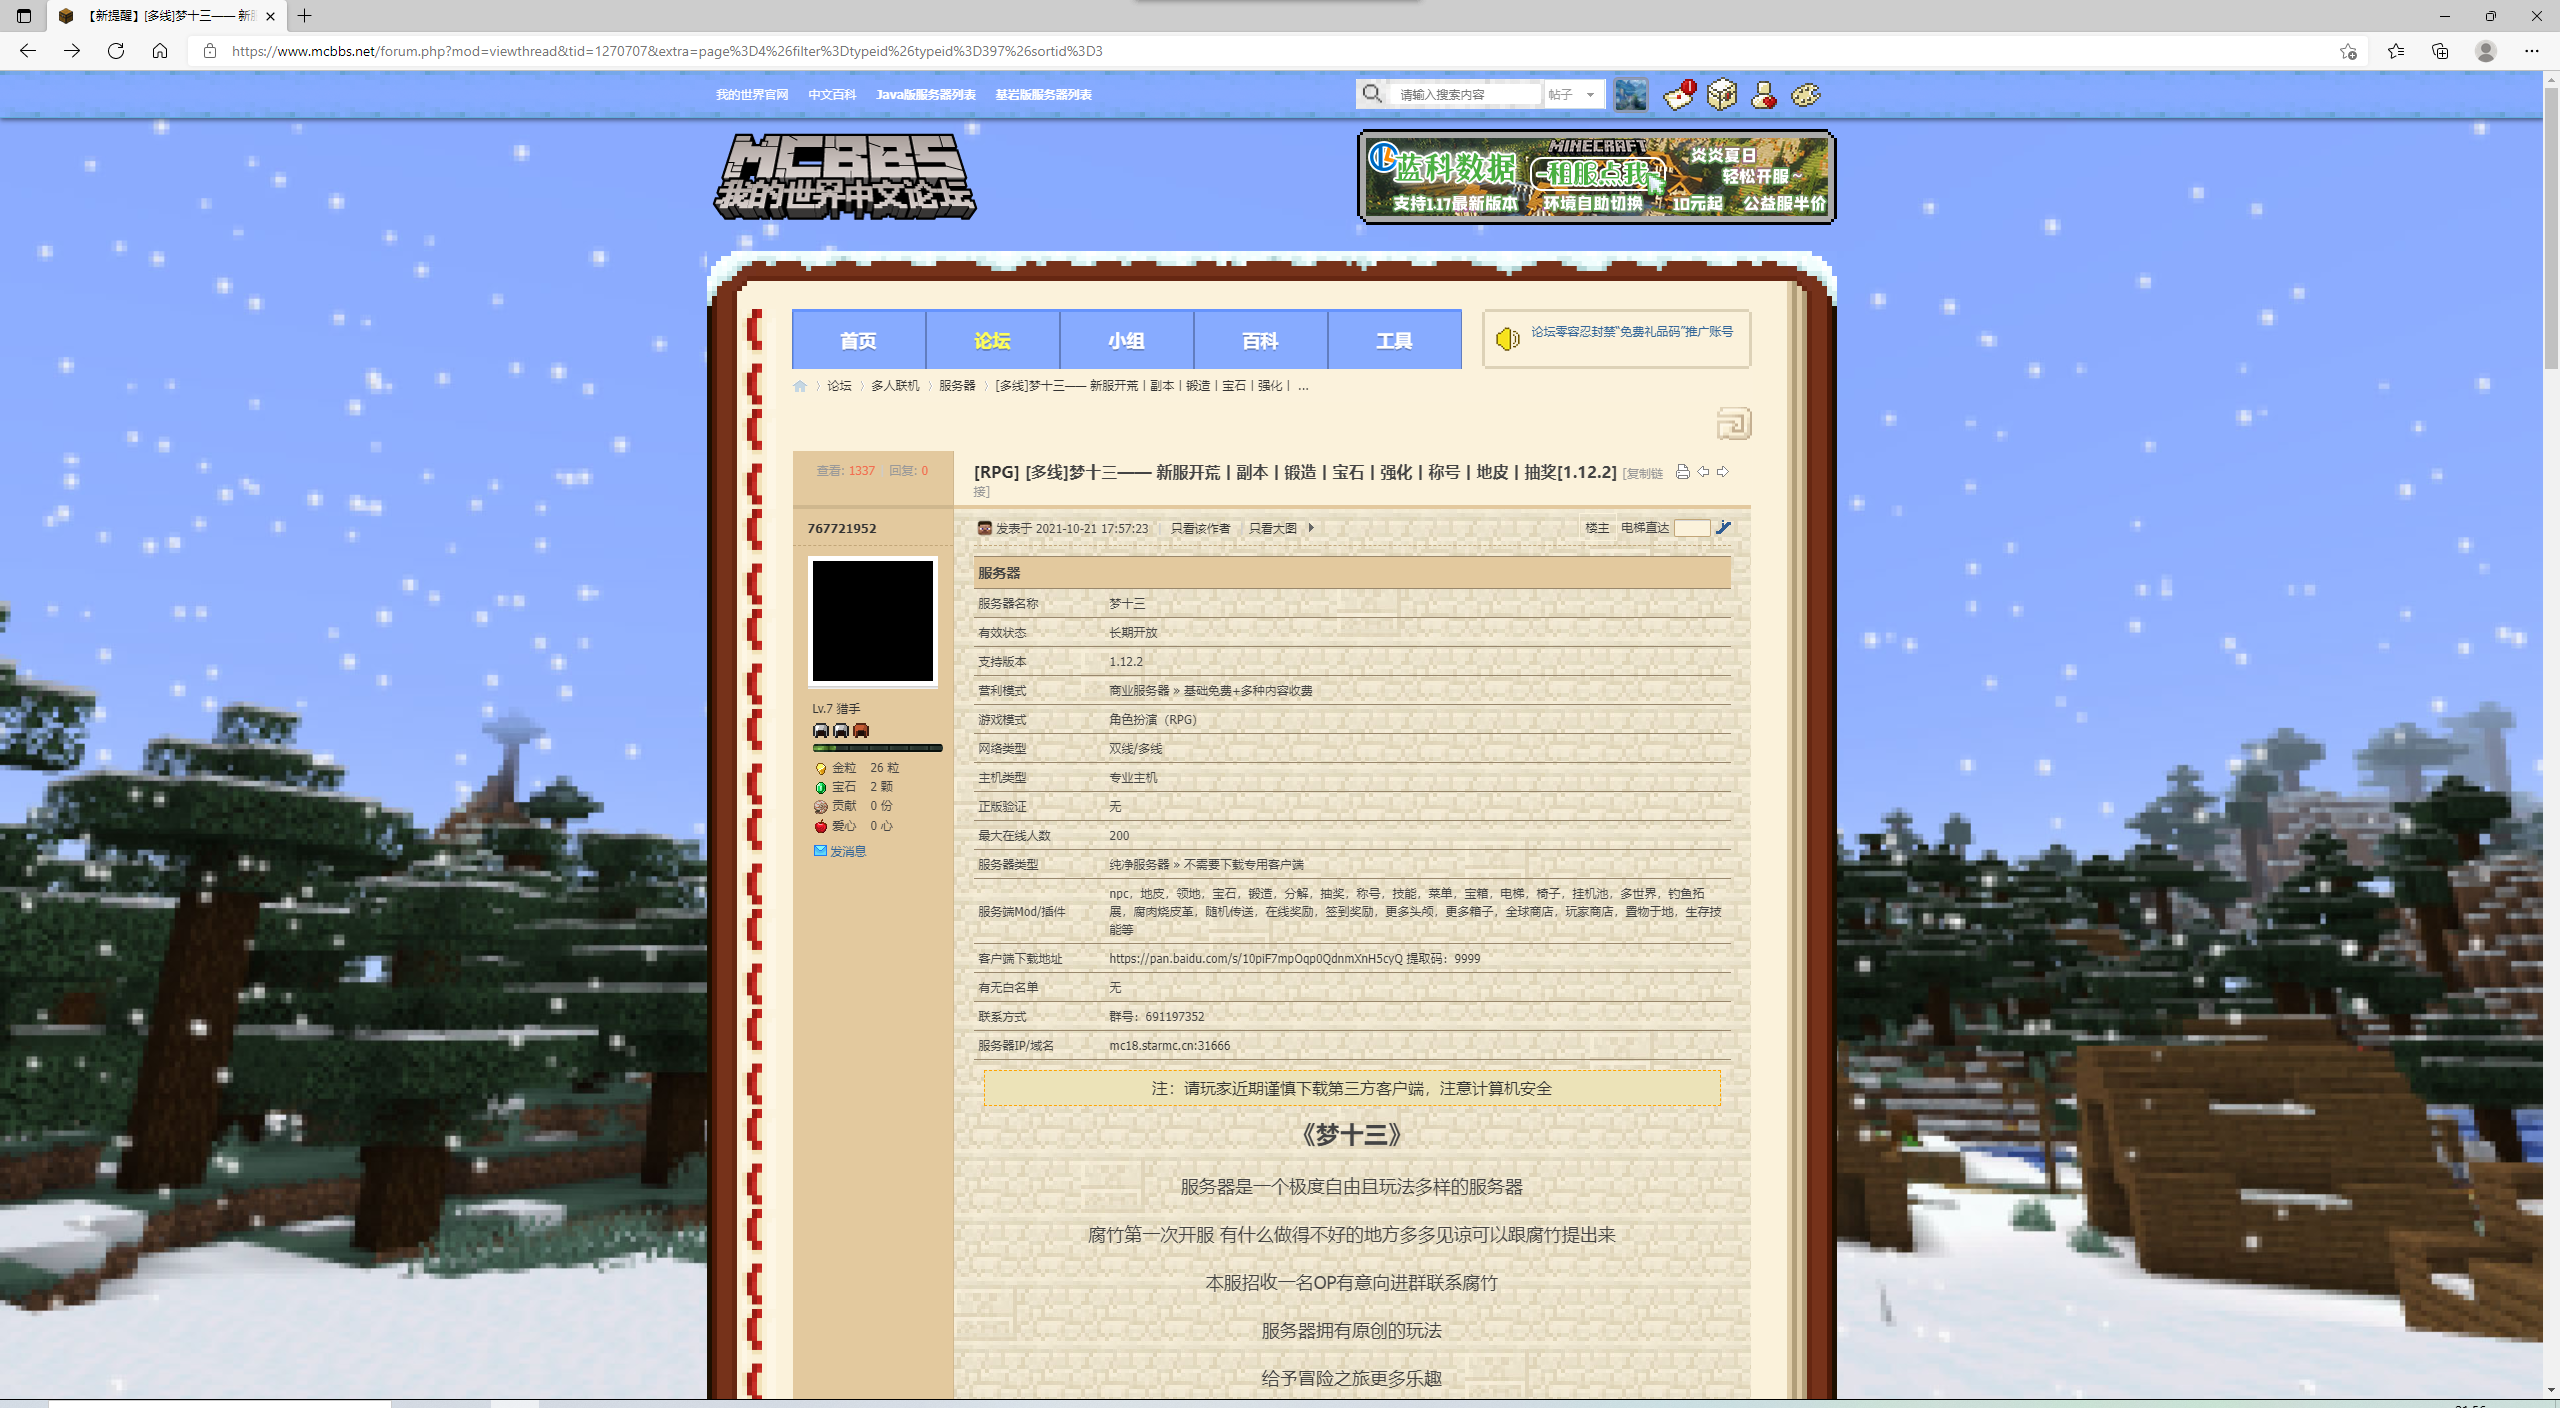 【新提醒】[多线]梦十三—— 新服
https://www.mcbbs.net/forum.php?mod=viewthread&tid=1270707&extra=page%3D4%26filter%3Dtypeid%26typeid%3D397%26sortid%3D3
我的世界官网 中文百科 Java版服务器列表 基岩版服务器列表
请输入搜索内容 帖子
MCBBS
我的世界中文论坛
蓝科数据
MINECRAFT
-租服点我-
炎炎夏日
轻松开服~
支持1.17最新版本 环境自助切换 10元起 公益服半价
首页 论坛 小组 百科 工具
论坛零容忍封禁“免费礼品码”推广账号
论坛 多人联机 服务器 [多线]梦十三—— 新服开荒丨副本丨锻造丨宝石丨强化丨 ...
查看: 1337 回复: 0
[RPG] [多线]梦十三—— 新服开荒丨副本丨锻造丨宝石丨强化丨称号丨地皮丨抽奖[1.12.2] [复制链
接]
767721952
发表于 2021-10-21 17:57:23 只看该作者 只看大图
楼主 电梯直达
Lv.7 猎手
金粒 26 粒
宝石 2 颗
贡献 0 份
爱心 0 心
发消息
服务器
服务器名称 梦十三
有效状态 长期开放
支持版本 1.12.2
营利模式 商业服务器 » 基础免费+多种内容收费
游戏模式 角色扮演（RPG）
网络类型 双线/多线
主机类型 专业主机
正版验证 无
最大在线人数 200
服务器类型 纯净服务器 » 不需要下载专用客户端
服务端Mod/插件 npc，地皮，领地，宝石，锻造，分解，抽奖，称号，技能，菜单，宝箱，电梯，椅子，挂机池，多世界，钓鱼拓
展，腐肉烧皮革，随机传送，在线奖励，签到奖励，更多头颅，更多箱子，全球商店，玩家商店，置物于地，生存技
能等
客户端下载地址 https://pan.baidu.com/s/10piF7mpOqp0QdnmXnH5cyQ 提取码：9999
有无白名单 无
联系方式 群号：691197352
服务器IP/域名 mc18.starmc.cn:31666
注：请玩家近期谨慎下载第三方客户端，注意计算机安全
《梦十三》
服务器是一个极度自由且玩法多样的服务器
腐竹第一次开服 有什么做得不好的地方多多见谅可以跟腐竹提出来
本服招收一名OP有意向进群联系腐竹
服务器拥有原创的玩法
给予冒险之旅更多乐趣